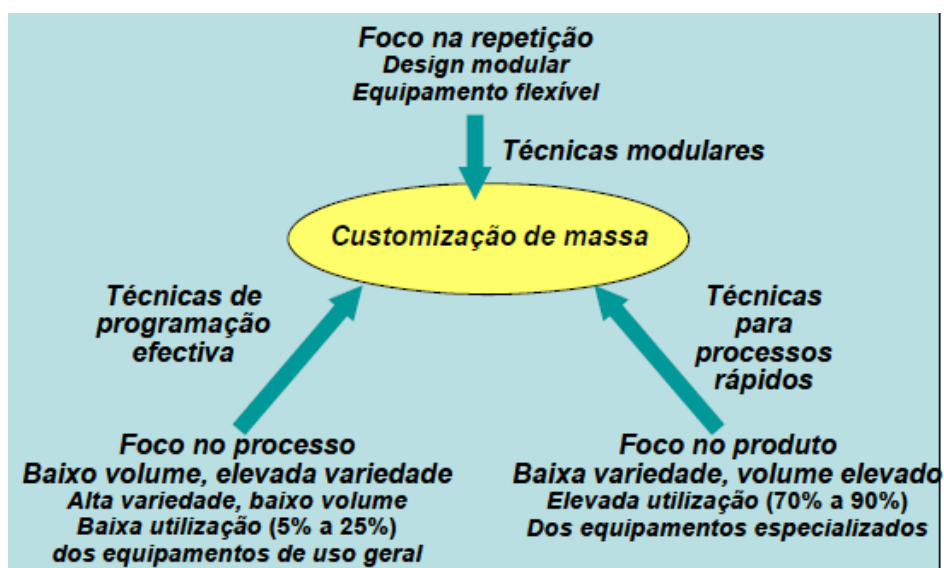 Foco na repetição
Design modular
Equipamento flexível
Técnicas modulares
Customização de massa
Técnicas de
programação
efectiva
Técnicas
para
processos
rápidos
Foco no processo
Baixo volume, elevada variedade
Alta variedade, baixo volume
Baixa utilização (5% a 25%)
dos equipamentos de uso geral
Foco no produto
Baixa variedade, volume elevado
Elevada utilização (70% a 90%)
Dos equipamentos especializados